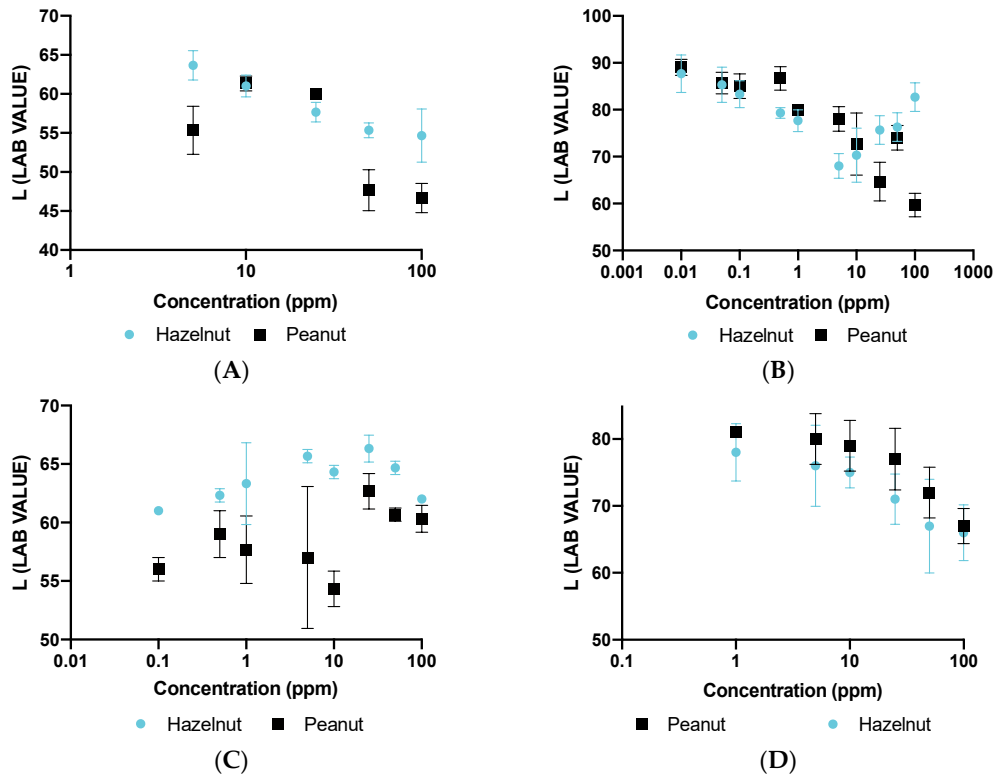 70
65
60
55
50
45
40
L (LAB VALUE)
1 10 100
Concentration (ppm)
Hazelnut Peanut
(A)
100
90
80
70
60
50
L (LAB VALUE)
0.001 0.01 0.1 1 10 100 1000
Concentration (ppm)
Hazelnut Peanut
(B)
70
65
60
55
50
L (LAB VALUE)
0.01 0.1 1 10 100
Concentration (ppm)
Hazelnut Peanut
(C)
80
70
60
50
L (LAB VALUE)
0.1 1 10 100
Concentration (ppm)
Peanut Hazelnut
(D)